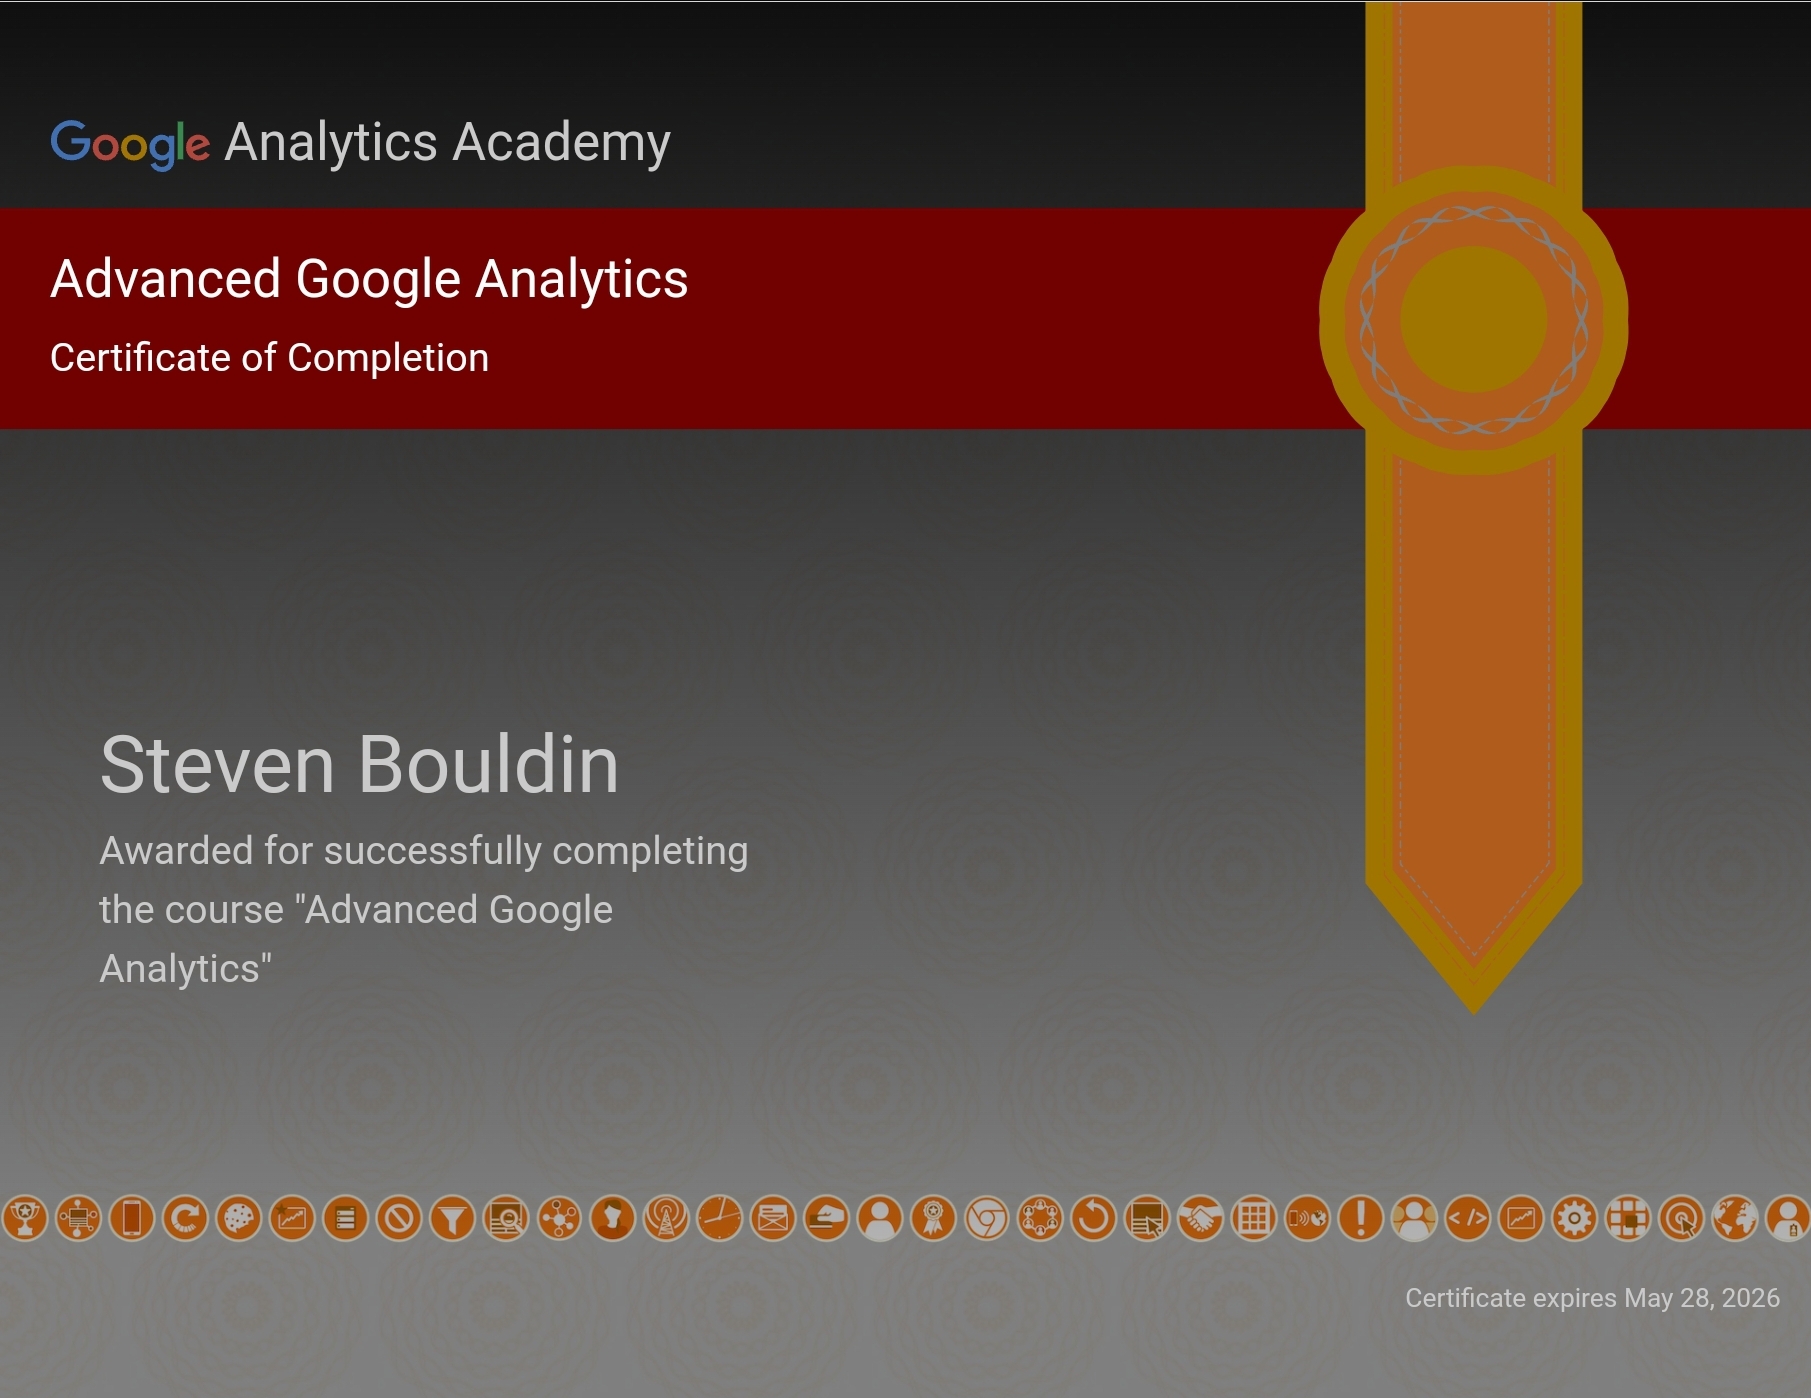 Google Analytics Academy
Advanced Google Analytics
Certificate of Completion
Steven Bouldin
Awarded for successfully completing
the course "Advanced Google
Analytics"
Certificate expires May 28, 2026